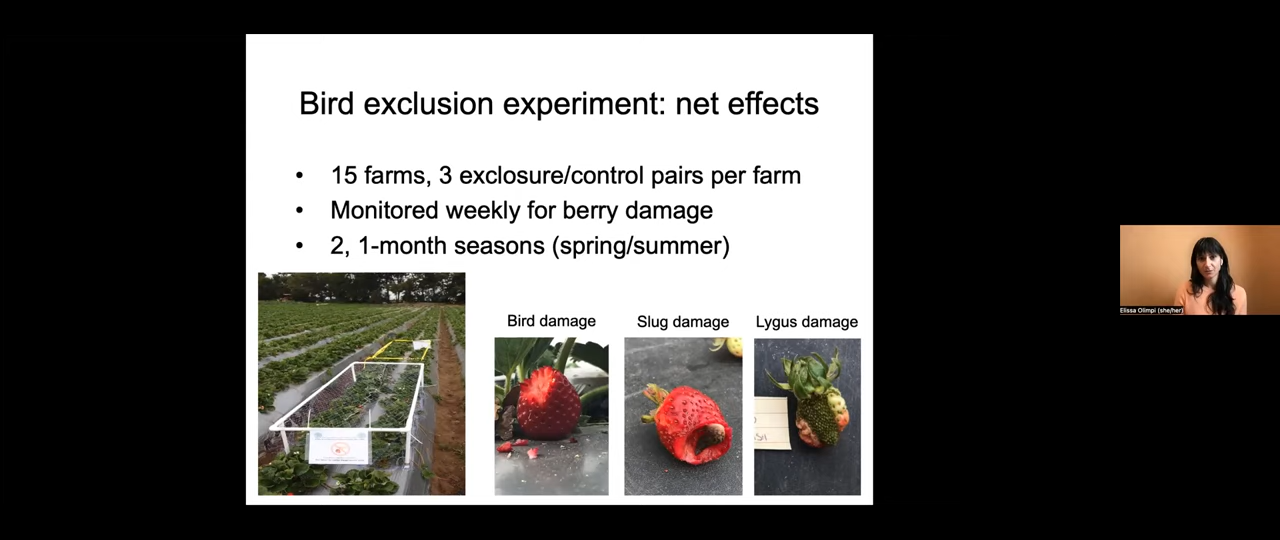 Bird exclusion experiment: net effects
• 15 farms, 3 exclosure/control pairs per farm
• Monitored weekly for berry damage
• 2, 1-month seasons (spring/summer)
Bird damage
Slug damage
Lygus damage
Elissa Olimpi (she/her)